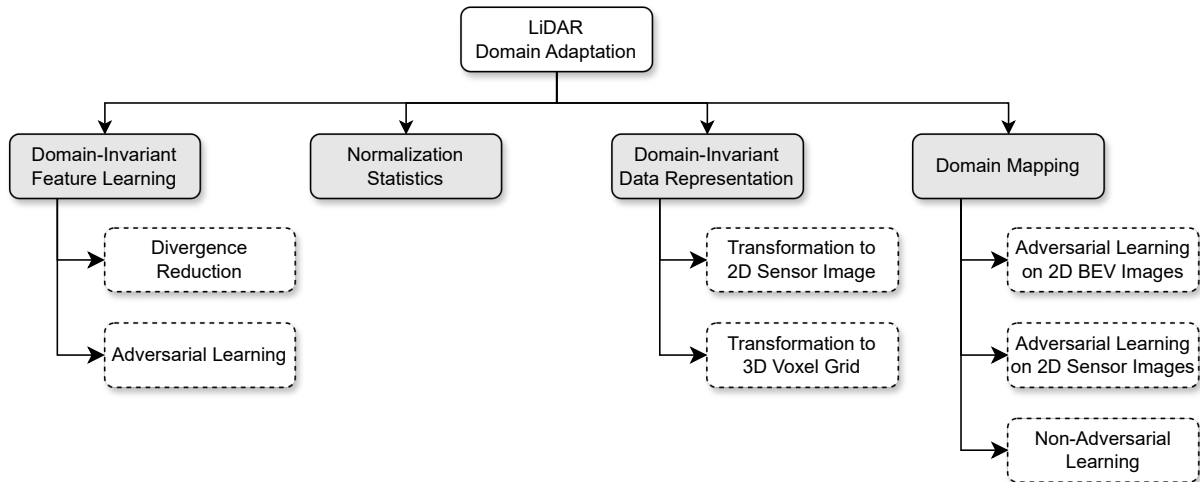 LiDAR
Domain Adaptation
Domain-Invariant
Feature Learning
Normalization
Statistics
Domain-Invariant
Data Representation
Domain Mapping
Divergence
Reduction
Adversarial Learning
Transformation to
2D Sensor Image
Transformation to
3D Voxel Grid
Adversarial Learning
on 2D BEV Images
Adversarial Learning
on 2D Sensor Images
Non-Adversarial
Learning